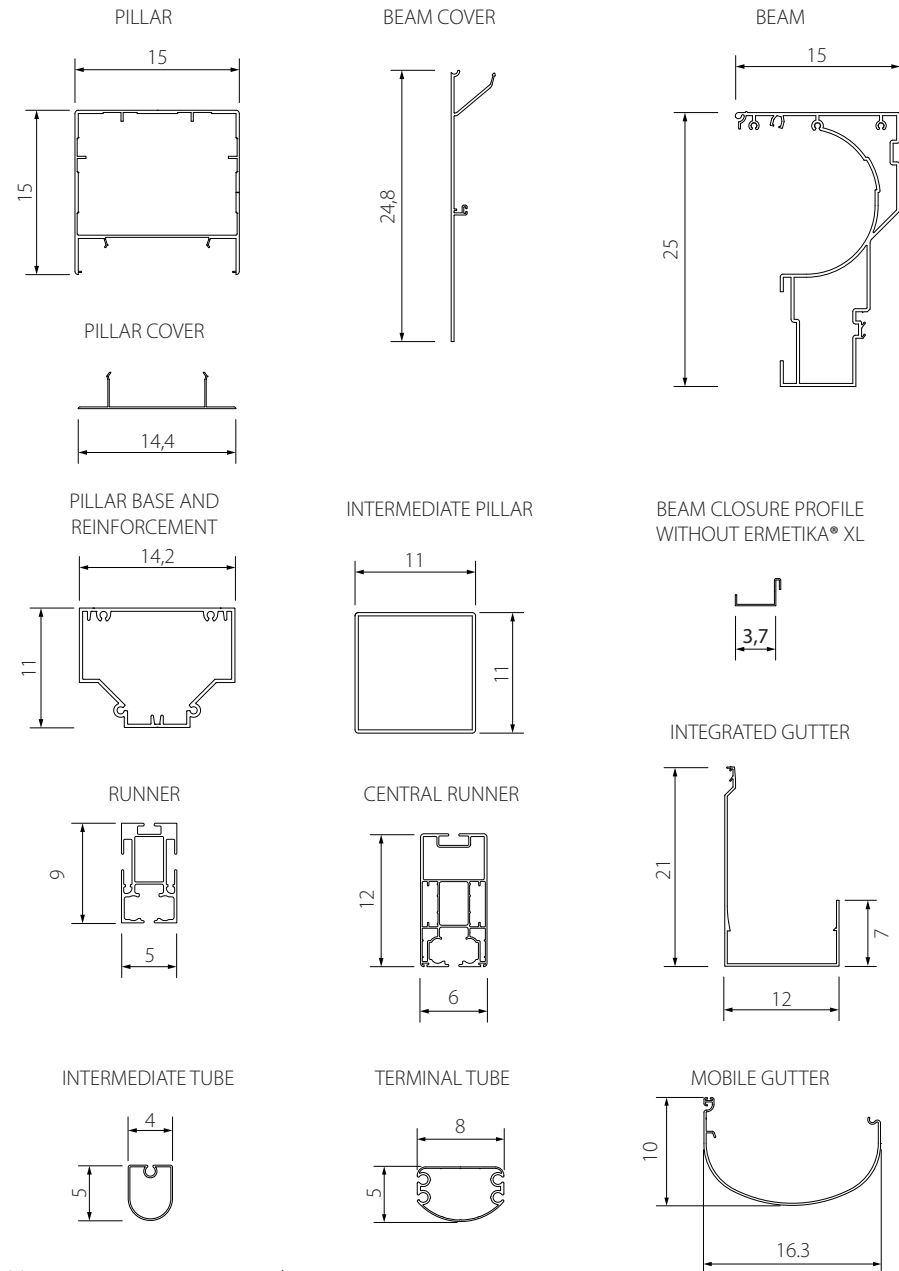 PILLAR
BEAM COVER
BEAM
15
15
24,8
15
25
PILLAR COVER
14,4
PILLAR BASE AND
REINFORCEMENT
14,2
11
INTERMEDIATE PILLAR
11
11
BEAM CLOSURE PROFILE
WITHOUT ERMETIKA® XL
3,7
RUNNER
9
5
CENTRAL RUNNER
12
6
INTEGRATED GUTTER
21
7
12
INTERMEDIATE TUBE
4
5
TERMINAL TUBE
8
5
MOBILE GUTTER
10
16.3